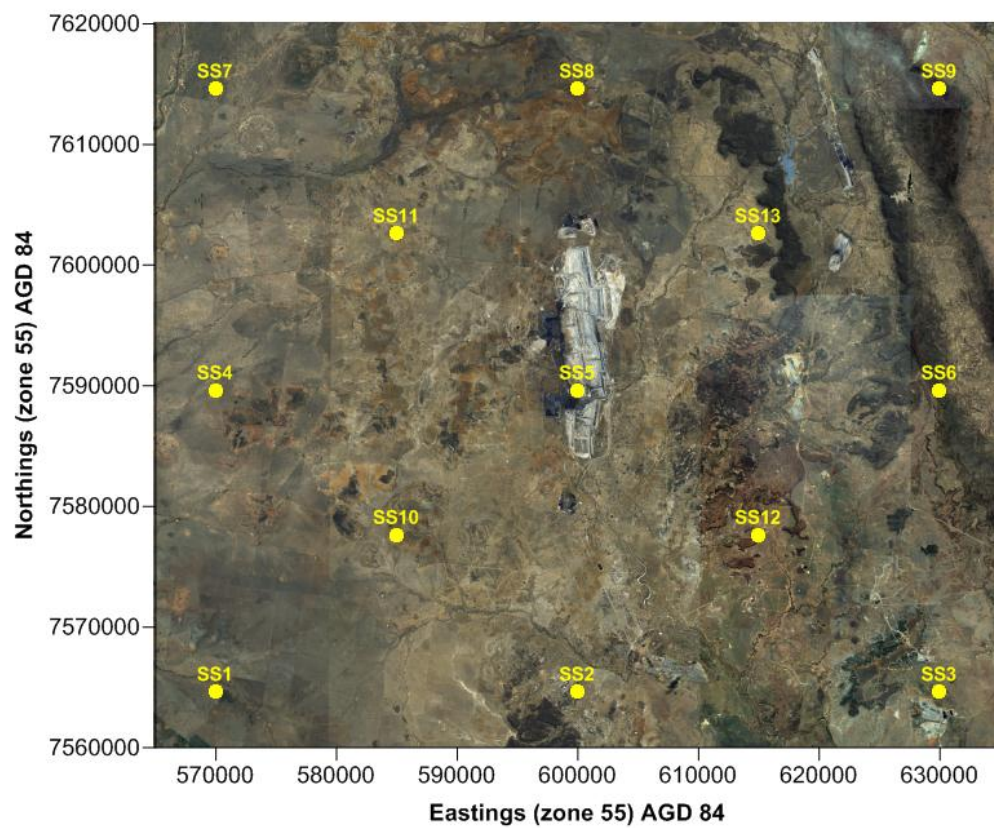 7620000
SS7
SS8
SS9
7610000
SS11
SS13
7600000
Northings (zone 55) AGD 84
7590000
SS4
SS5
SS6
7580000
SS10
SS12
7570000
SS1
SS2
SS3
7560000
570000 580000 590000 600000 610000 620000 630000
Eastings (zone 55) AGD 84